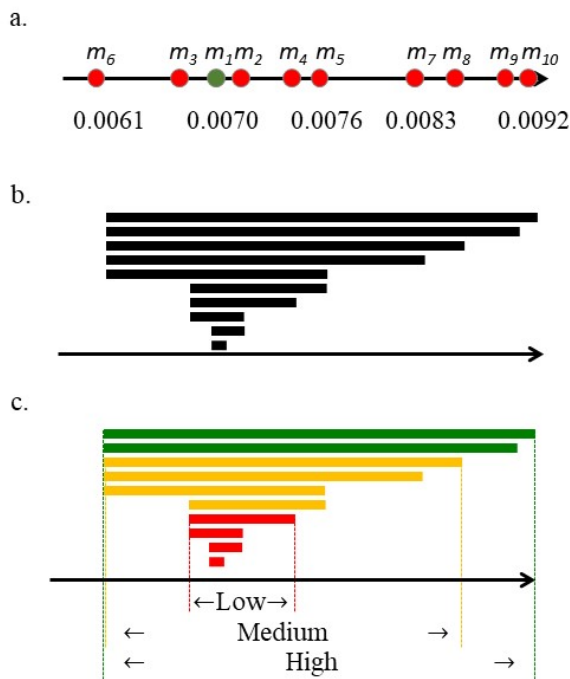 a.
m6 m3 m1 m2 m4 m5 m7 m8 m9 m10
0.0061 0.0070 0.0076 0.0083 0.0092
b.
c.
←Low→
← Medium →
← High →